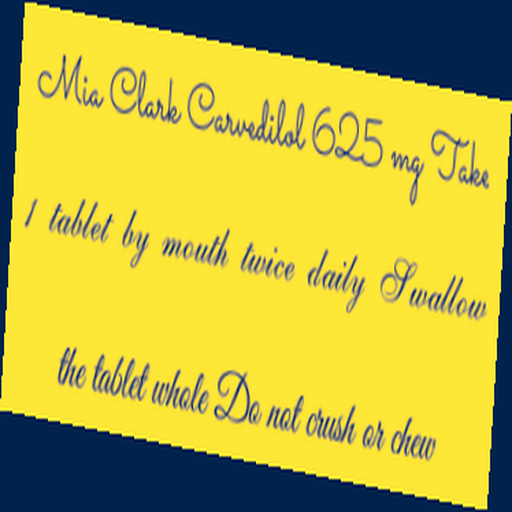 Mia Clark Carvedilol 625 mg Take
1 tablet by mouth twice daily Swallow
the tablet whole Do not crush or chew